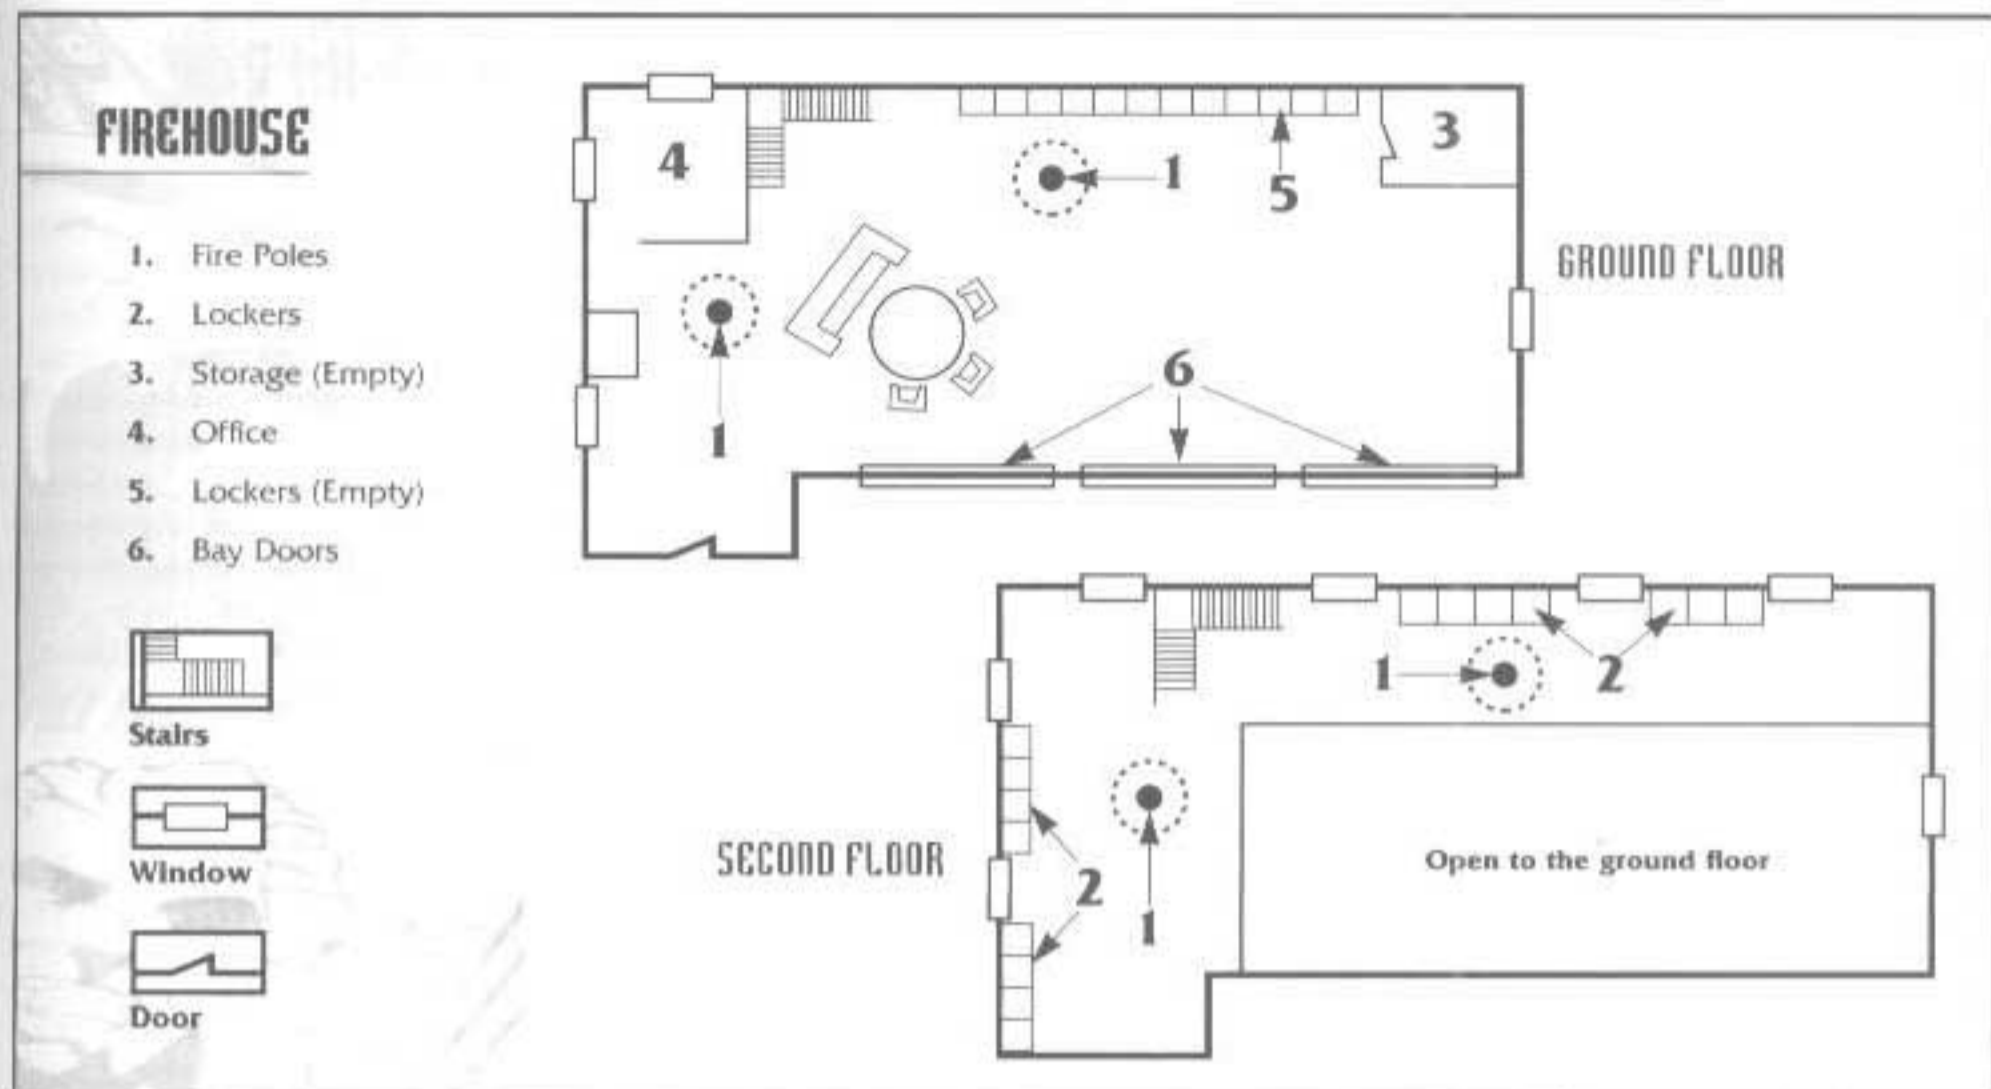 FIREHOUSE
1. Fire Poles
2. Lockers
3. Storage (Empty)
4. Office
5. Lockers (Empty)
6. Bay Doors
Stairs
Window
Door
4
1
5
3
1
6
GROUND FLOOR
SECOND FLOOR
1
2
2
1
Open to the ground floor